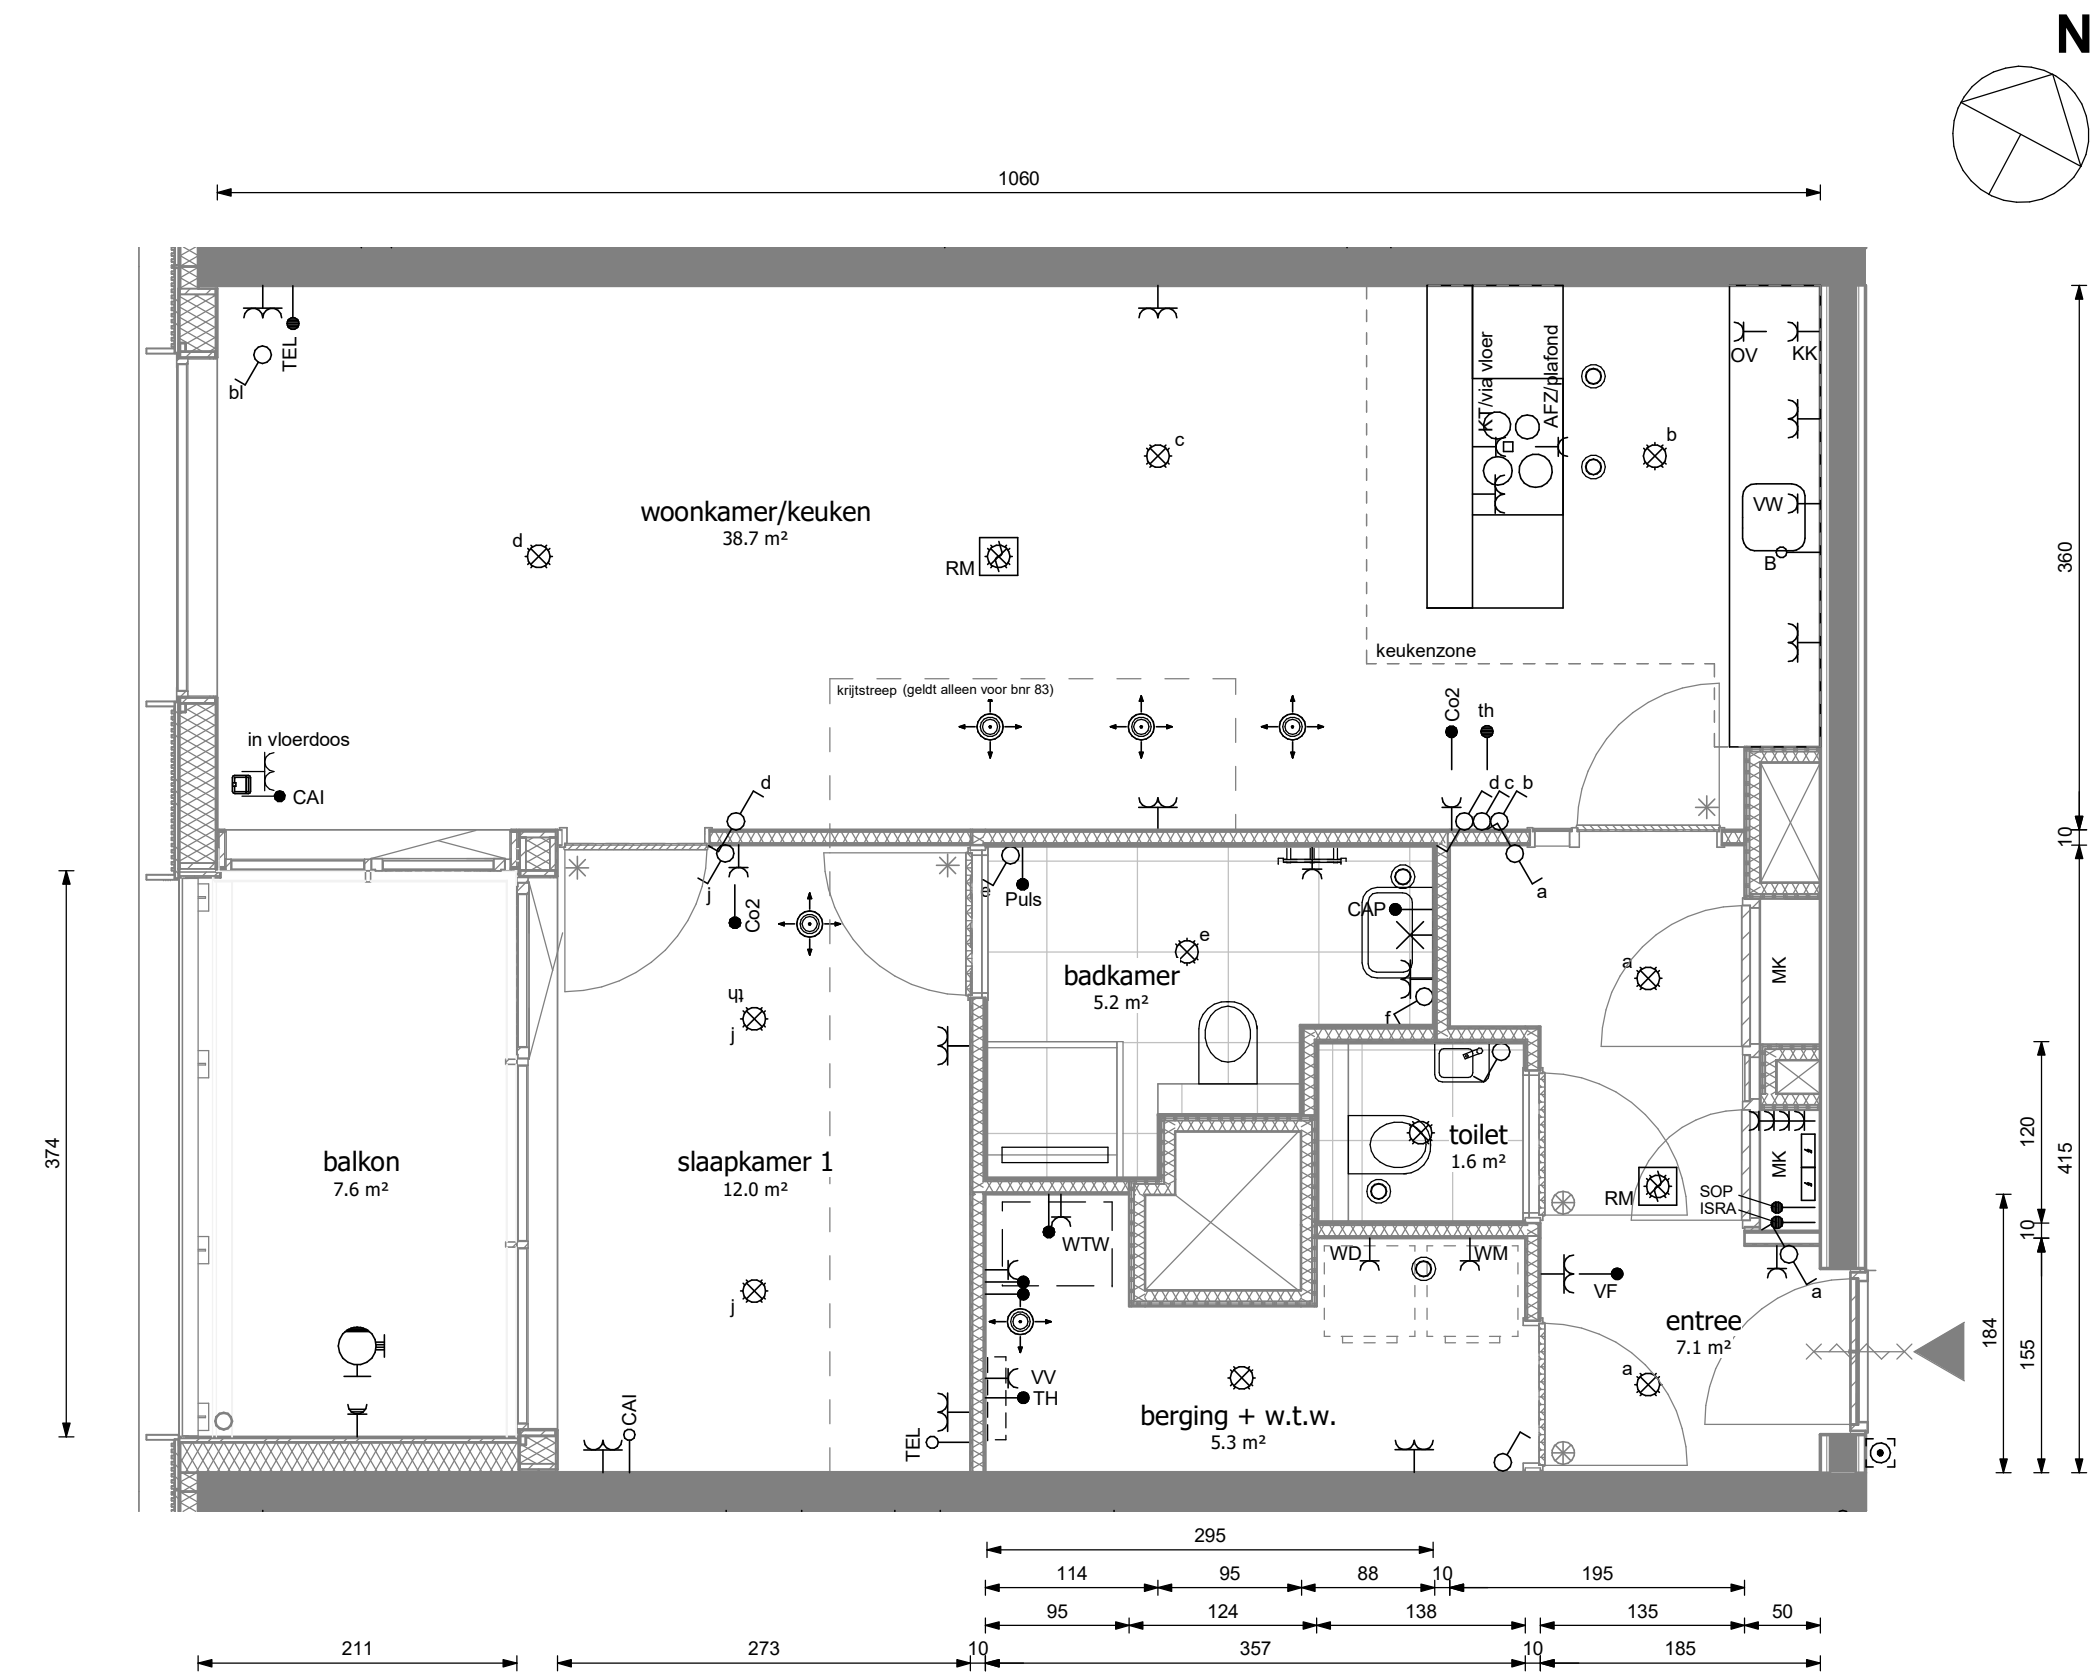 N
1060
TEL
bl
KT/via vloer
AFZ/plafond
OV
KK
c
b
woonkamer/keuken
38.7 m²
d
RM
VW
B
360
keukenzone
krijtstreep (geldt alleen voor bnr 83)
Co2
th
in vloerdoos
CAI
d
d c b
10
j
Co2
e
Puls
CAP
a
e
badkamer
5.2 m²
a
MK
th
j
f
374
balkon
7.6 m²
slaapkamer 1
12.0 m²
toilet
1.6 m²
RM
MK
SOP
ISRA
120
415
WTW
WD
WM
10
VF
a
j
entree
7.1 m²
184
155
VV
TH
a
CAI
TEL
berging + w.t.w.
5.3 m²
295
114
95
88
10
195
95
124
138
135
50
211
273
10
357
10
185